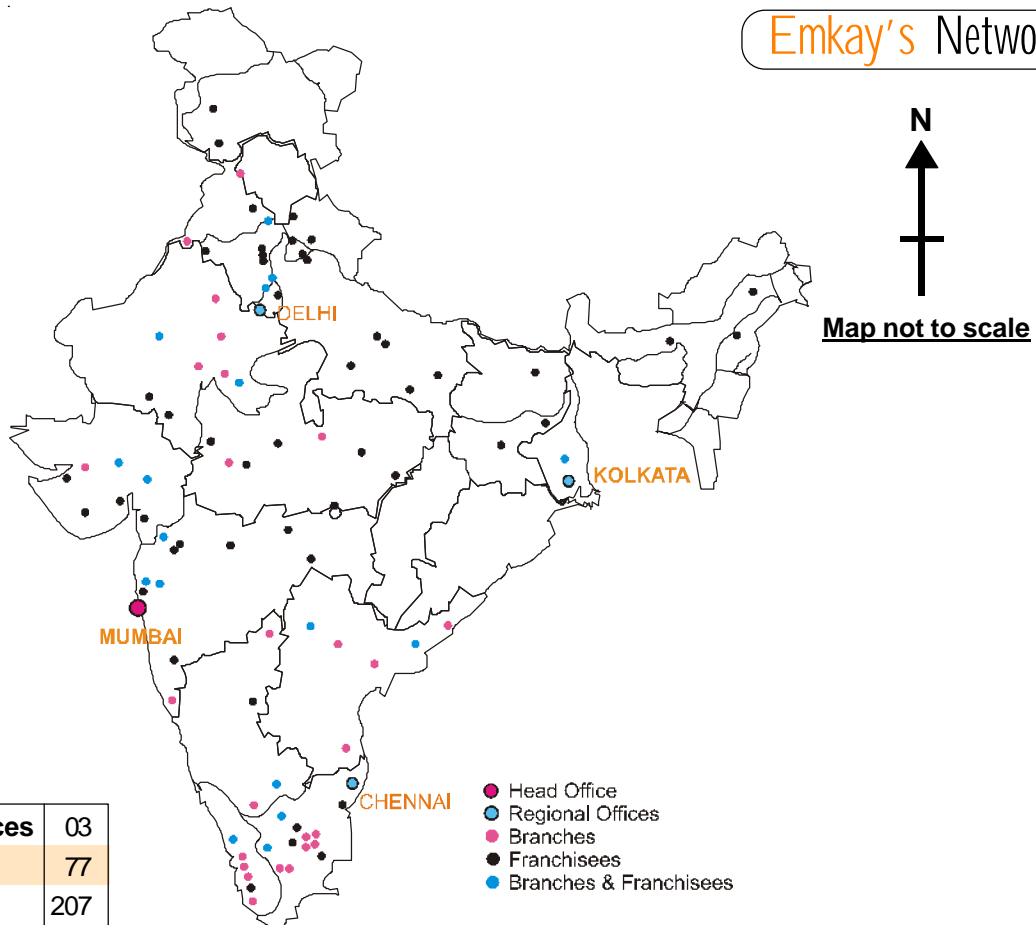 Emkay's Netwo
N
Map not to scale
DELHI
KOLKATA
MUMBAI
CHENNAI
Head Office
Regional Offices
Branches
Franchisees
Branches & Franchisees
ces 03
77
207